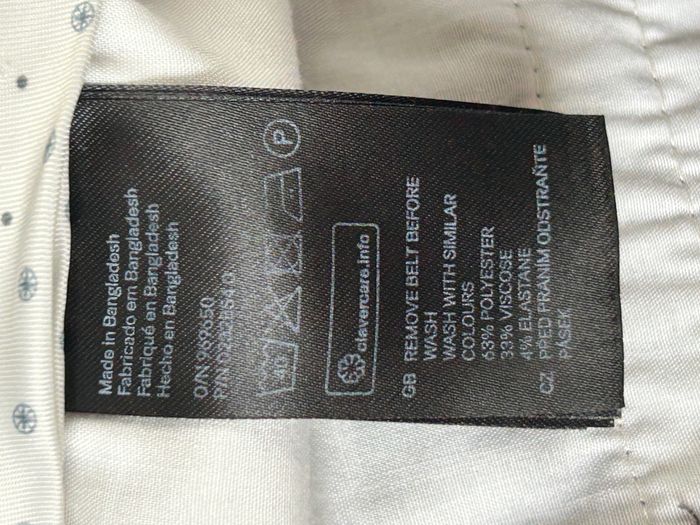 Made in Bangladesh
Fabricado em Bangladesh
Fabriqué en Bangladesh
Hecho en Bangladesh
O/N 969650
P/N
40
P
clevercare.info
GB REMOVE BELT BEFORE
WASH
WASH WITH SIMILAR
COLOURS
63% POLYESTER
33% VISCOSE
4% ELASTANE
CZ PŘED PRANÍM ODSTRAŇTE
PÁSEK